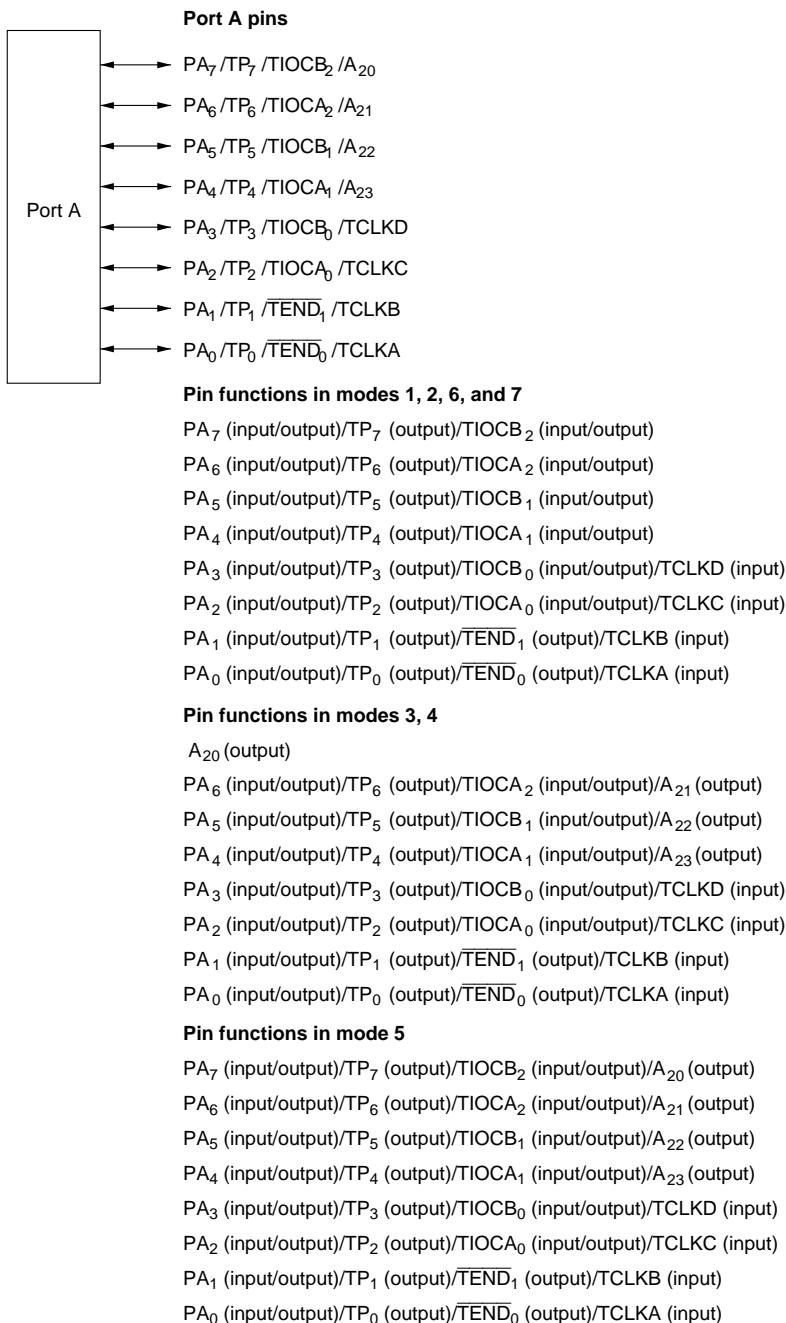 Port A pins
Port A
PA₇/TP₇/TIOCB₂/A₂₀
PA₆/TP₆/TIOCA₂/A₂₁
PA₅/TP₅/TIOCB₁/A₂₂
PA₄/TP₄/TIOCA₁/A₂₃
PA₃/TP₃/TIOCB₀/TCLKD
PA₂/TP₂/TIOCA₀/TCLKC
PA₁/TP₁/T̅E̅N̅D̅₁/TCLKB
PA₀/TP₀/T̅E̅N̅D̅₀/TCLKA
Pin functions in modes 1, 2, 6, and 7
PA₇ (input/output)/TP₇ (output)/TIOCB₂ (input/output)
PA₆ (input/output)/TP₆ (output)/TIOCA₂ (input/output)
PA₅ (input/output)/TP₅ (output)/TIOCB₁ (input/output)
PA₄ (input/output)/TP₄ (output)/TIOCA₁ (input/output)
PA₃ (input/output)/TP₃ (output)/TIOCB₀ (input/output)/TCLKD (input)
PA₂ (input/output)/TP₂ (output)/TIOCA₀ (input/output)/TCLKC (input)
PA₁ (input/output)/TP₁ (output)/T̅E̅N̅D̅₁ (output)/TCLKB (input)
PA₀ (input/output)/TP₀ (output)/T̅E̅N̅D̅₀ (output)/TCLKA (input)
Pin functions in modes 3, 4
A₂₀ (output)
PA₆ (input/output)/TP₆ (output)/TIOCA₂ (input/output)/A₂₁ (output)
PA₅ (input/output)/TP₅ (output)/TIOCB₁ (input/output)/A₂₂ (output)
PA₄ (input/output)/TP₄ (output)/TIOCA₁ (input/output)/A₂₃ (output)
PA₃ (input/output)/TP₃ (output)/TIOCB₀ (input/output)/TCLKD (input)
PA₂ (input/output)/TP₂ (output)/TIOCA₀ (input/output)/TCLKC (input)
PA₁ (input/output)/TP₁ (output)/T̅E̅N̅D̅₁ (output)/TCLKB (input)
PA₀ (input/output)/TP₀ (output)/T̅E̅N̅D̅₀ (output)/TCLKA (input)
Pin functions in mode 5
PA₇ (input/output)/TP₇ (output)/TIOCB₂ (input/output)/A₂₀ (output)
PA₆ (input/output)/TP₆ (output)/TIOCA₂ (input/output)/A₂₁ (output)
PA₅ (input/output)/TP₅ (output)/TIOCB₁ (input/output)/A₂₂ (output)
PA₄ (input/output)/TP₄ (output)/TIOCA₁ (input/output)/A₂₃ (output)
PA₃ (input/output)/TP₃ (output)/TIOCB₀ (input/output)/TCLKD (input)
PA₂ (input/output)/TP₂ (output)/TIOCA₀ (input/output)/TCLKC (input)
PA₁ (input/output)/TP₁ (output)/T̅E̅N̅D̅₁ (output)/TCLKB (input)
PA₀ (input/output)/TP₀ (output)/T̅E̅N̅D̅₀ (output)/TCLKA (input)